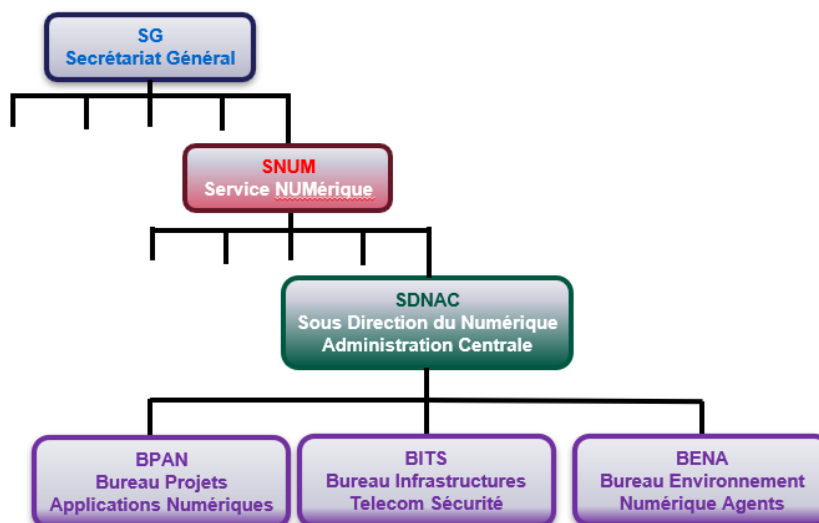 SG
Secrétariat Général
SNUM
Service NUMérique
SDNAC
Sous Direction du Numérique
Administration Centrale
BPAN
Bureau Projets
Applications Numériques
BITS
Bureau Infrastructures
Telecom Sécurité
BENA
Bureau Environnement
Numérique Agents